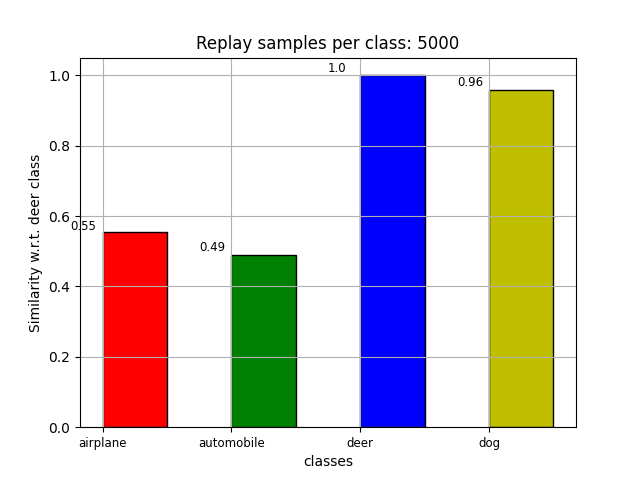 Replay samples per class: 5000
Similarity w.r.t. deer class
1.0
0.8
0.6
0.4
0.2
0.0
0.55
0.49
1.0
0.96
airplane
automobile
deer
dog
classes